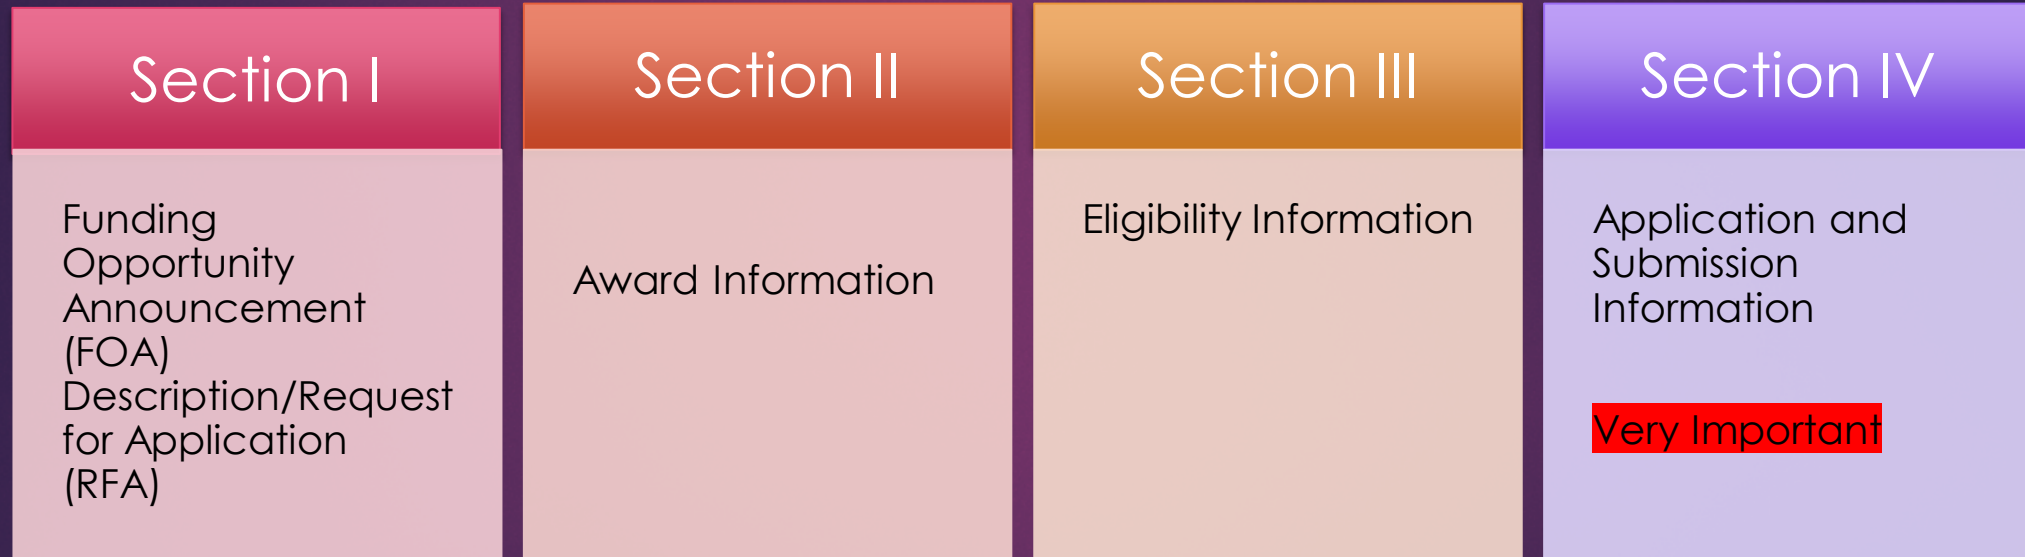 Section I
Funding
Opportunity
Announcement
(FOA)
Description/Request
for Application
(RFA)
Section II
Award Information
Section III
Eligibility Information
Section IV
Application and
Submission
Information
Very Important